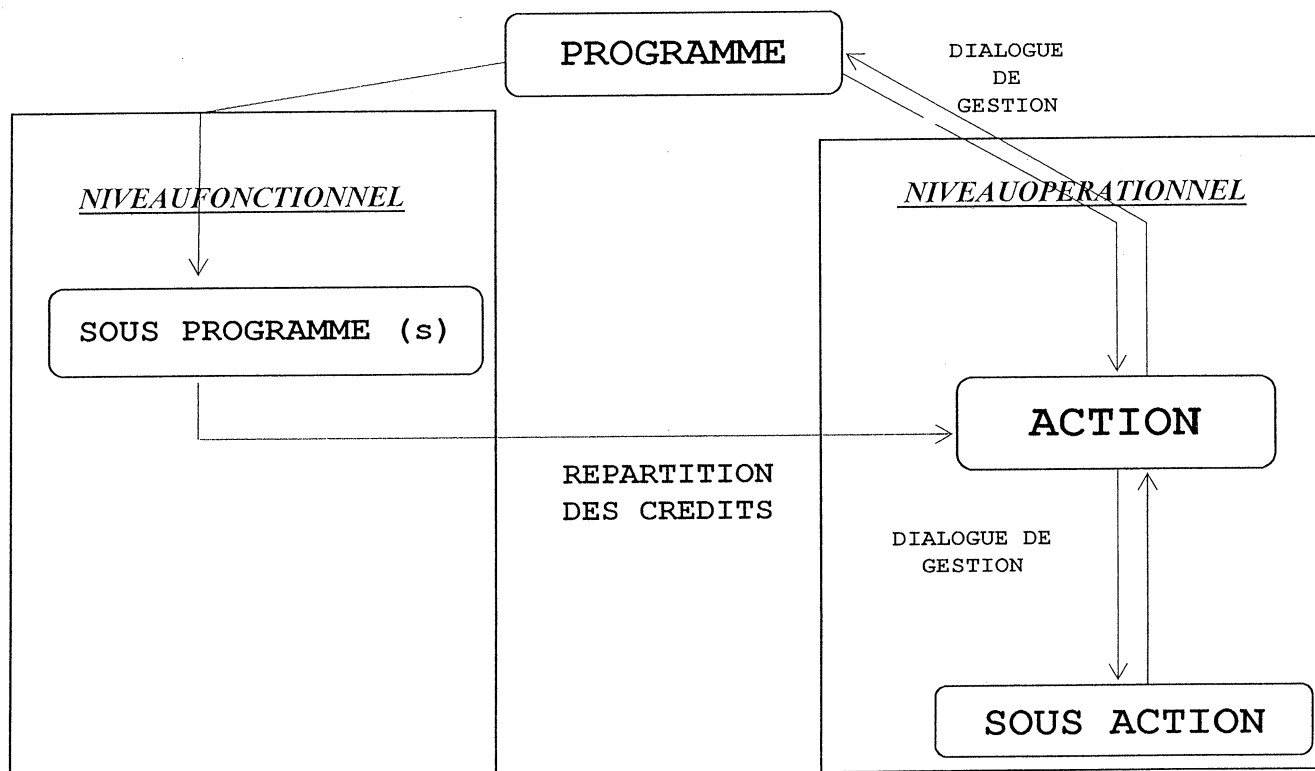 PROGRAMME
DIALOGUE
DE
GESTION
NIVEAUFONCTIONNEL
NIVEAUOPERATIONNEL
SOUS PROGRAMME (s)
ACTION
REPARTITION
DES CREDITS
DIALOGUE DE
GESTION
SOUS ACTION